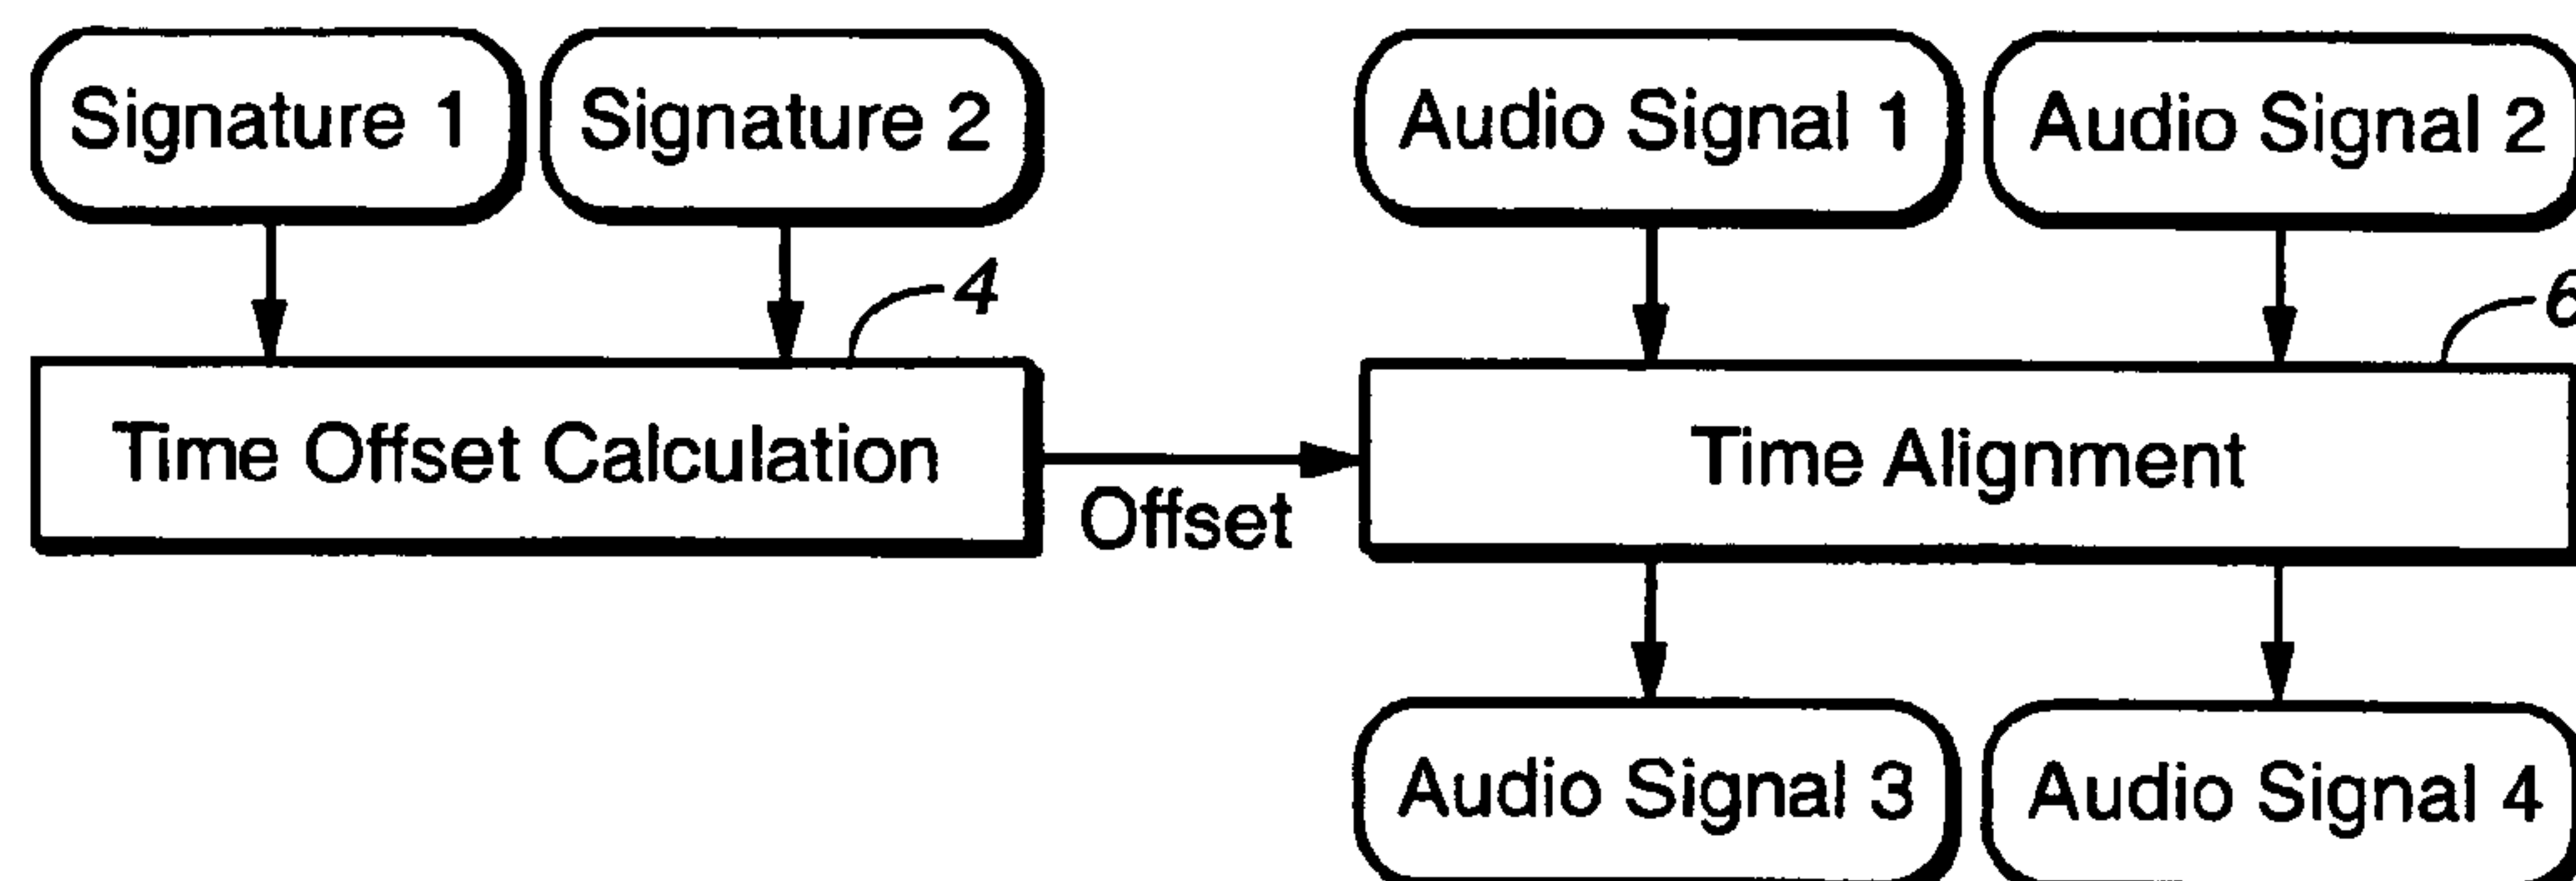 Signature 1
Signature 2
Audio Signal 1
Audio Signal 2
4
6
Time Offset Calculation
Offset
Time Alignment
Audio Signal 3
Audio Signal 4